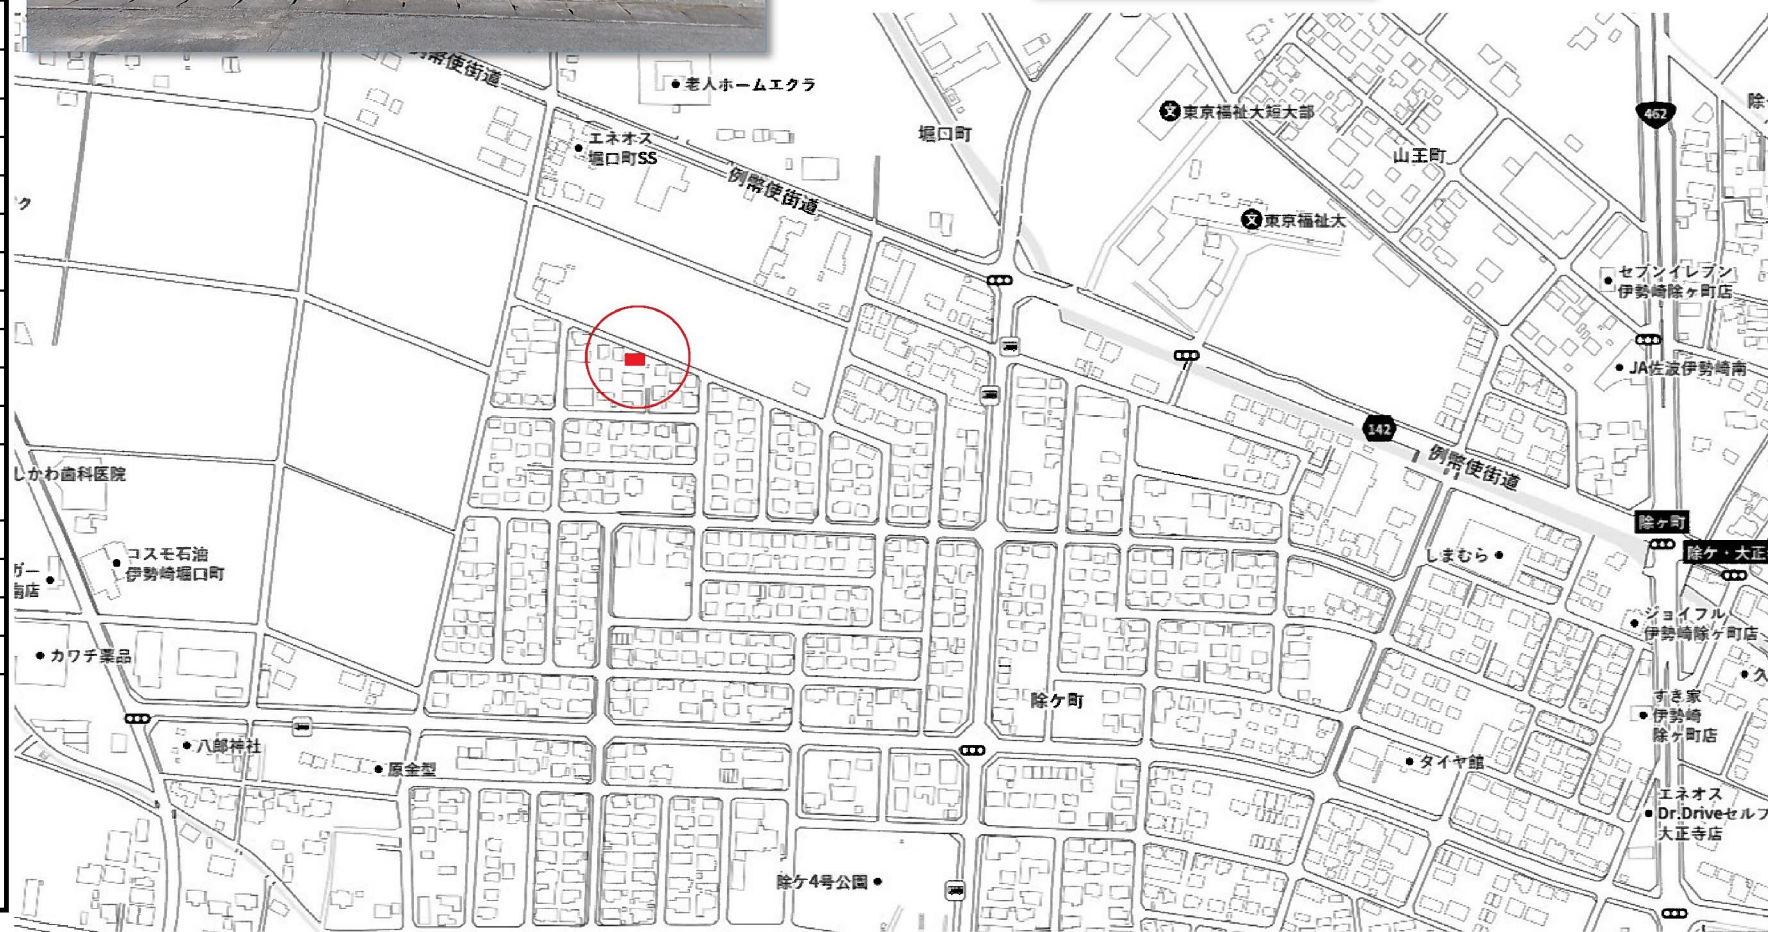 例幣使街道
老人ホームエクラ
エネオス
堀口町SS
堀口町
文
東京福祉大短大部
山王町
462
例幣使街道
文
東京福祉大
セブンイレブン
伊勢崎除ヶ町店
JA佐波伊勢崎南
142
例幣使街道
しかわ歯科医院
コスモ石油
伊勢崎堀口町
除ヶ町
除ケ・大正
しまむら
ジョイフル
伊勢崎除ヶ町店
カワチ薬品
除ケ町
すき家
伊勢崎
除ヶ町店
八郎神社
原金型
タイヤ館
エネオス
Dr.Driveセルフ
大正寺店
除ケ4号公園